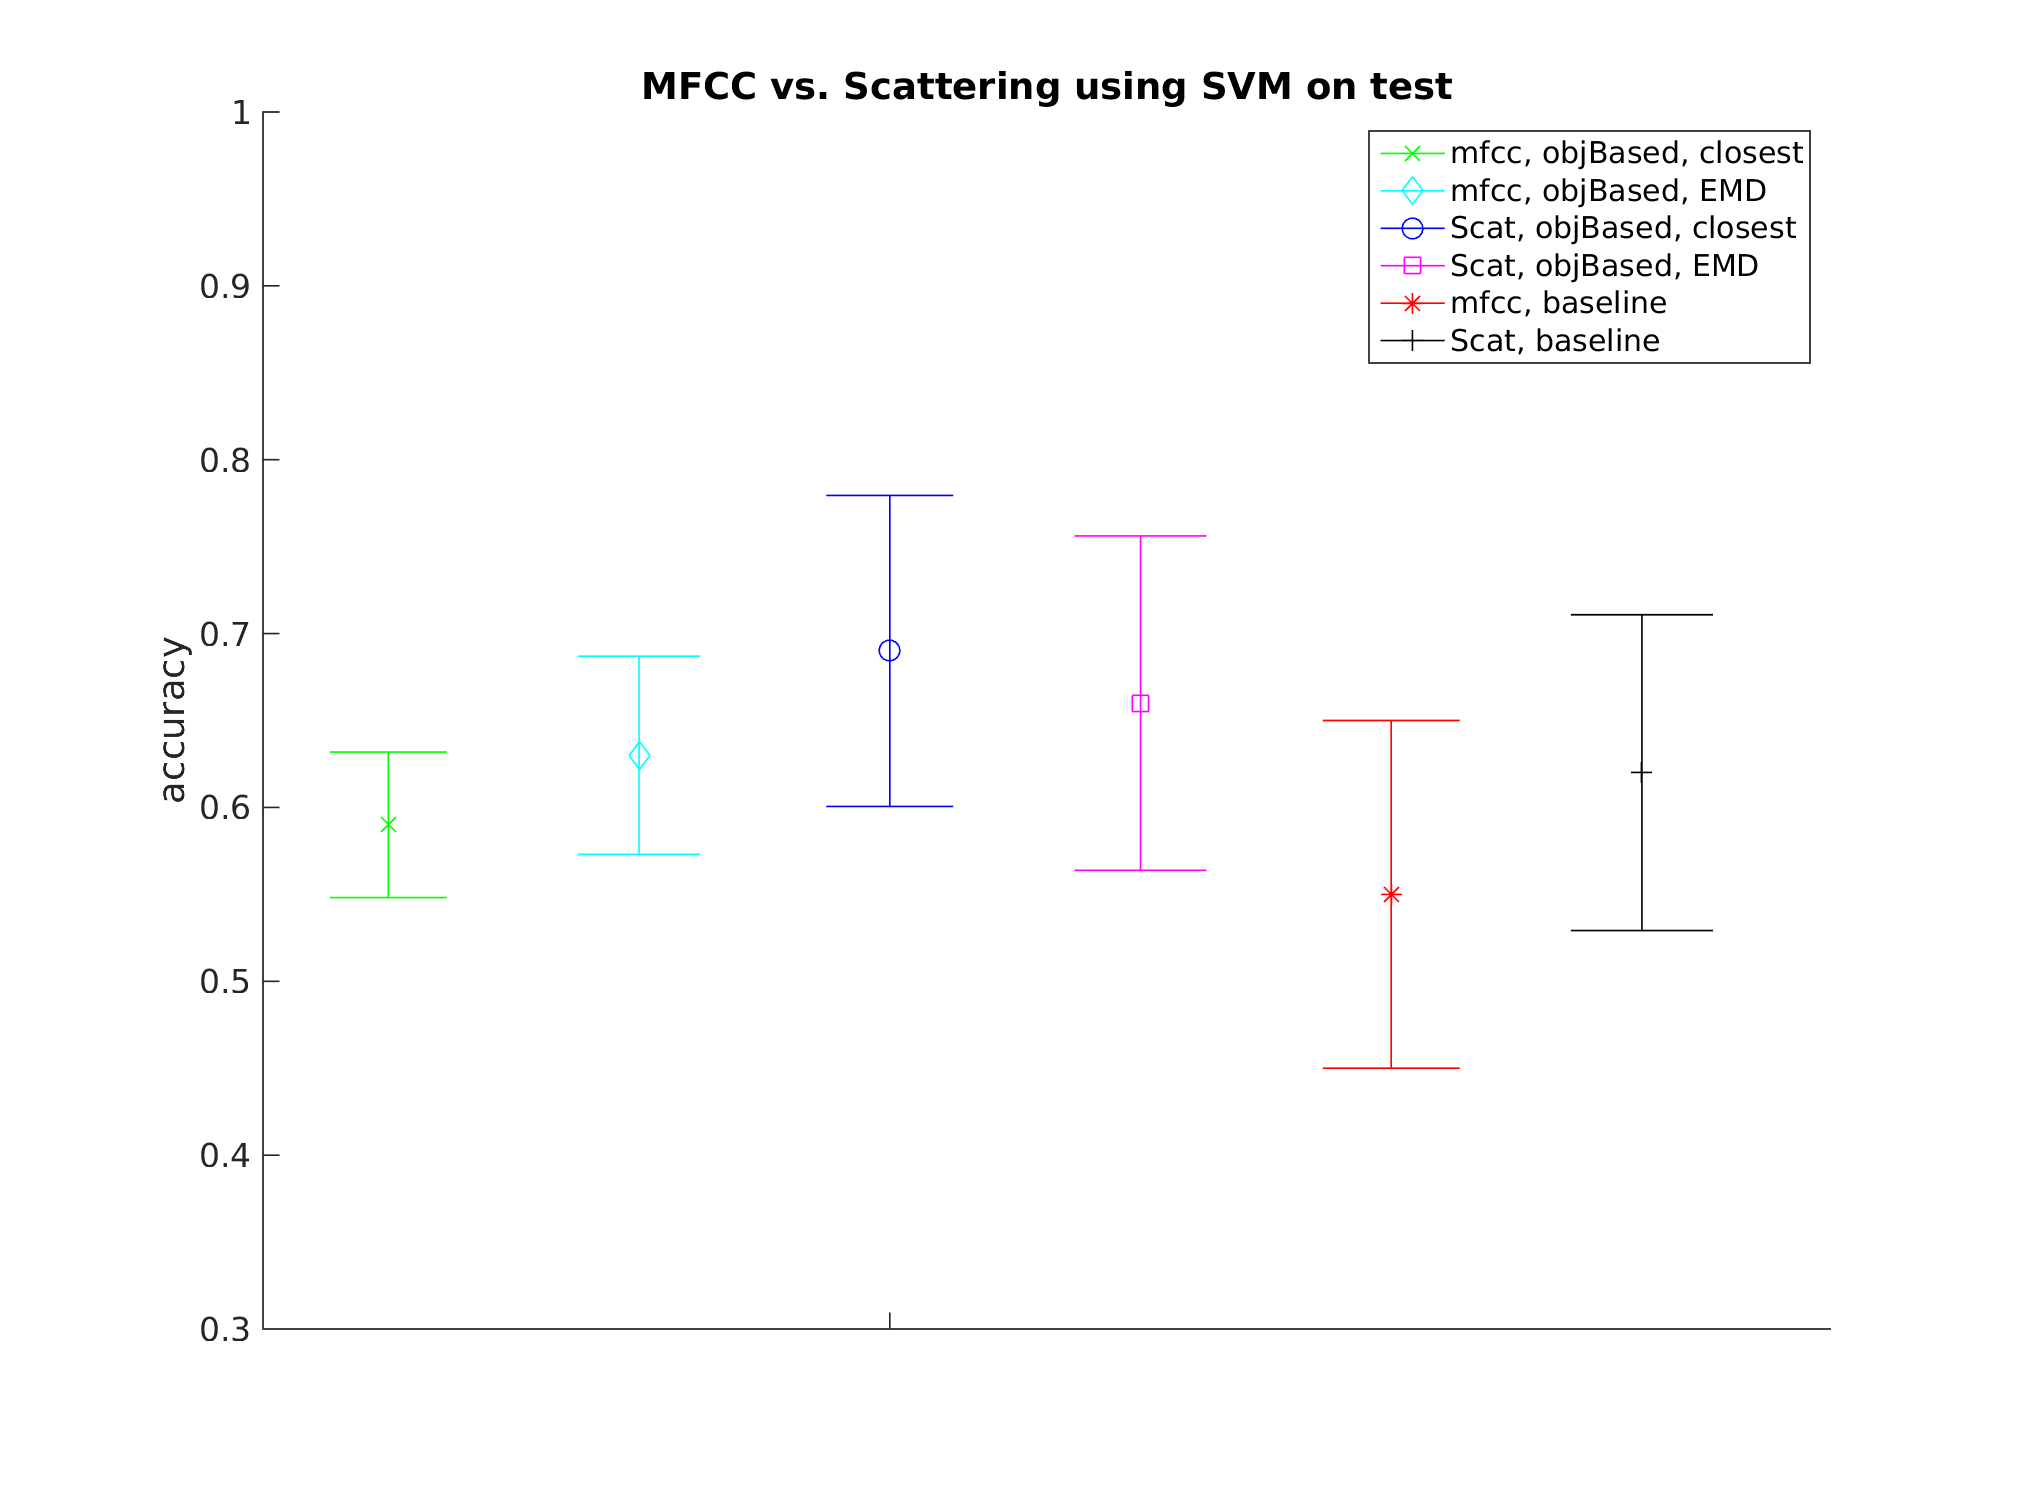 MFCC vs. Scattering using SVM on test
1
0.9
0.8
0.7
0.6
0.5
0.4
0.3
accuracy
mfcc, objBased, closest
mfcc, objBased, EMD
Scat, objBased, closest
Scat, objBased, EMD
mfcc, baseline
Scat, baseline